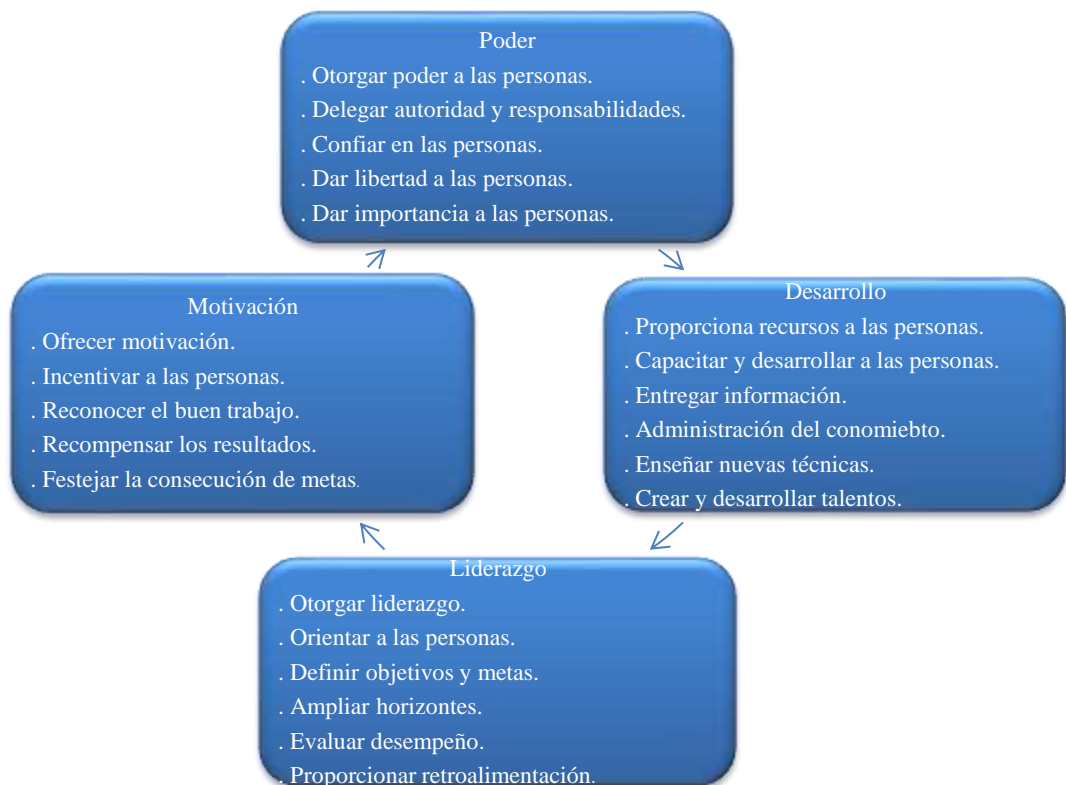 Poder
. Otorgar poder a las personas.
. Delegar autoridad y responsabilidades.
. Confiar en las personas.
. Dar libertad a las personas.
. Dar importancia a las personas.
Motivación
. Ofrecer motivación.
. Incentivar a las personas.
. Reconocer el buen trabajo.
. Recompensar los resultados.
. Festejar la consecución de metas.
Desarrollo
. Proporciona recursos a las personas.
. Capacitar y desarrollar a las personas.
. Entregar información.
. Administración del conomiebto.
. Enseñar nuevas técnicas.
. Crear y desarrollar talentos.
Liderazgo
. Otorgar liderazgo.
. Orientar a las personas.
. Definir objetivos y metas.
. Ampliar horizontes.
. Evaluar desempeño.
. Proporcionar retroalimentación.